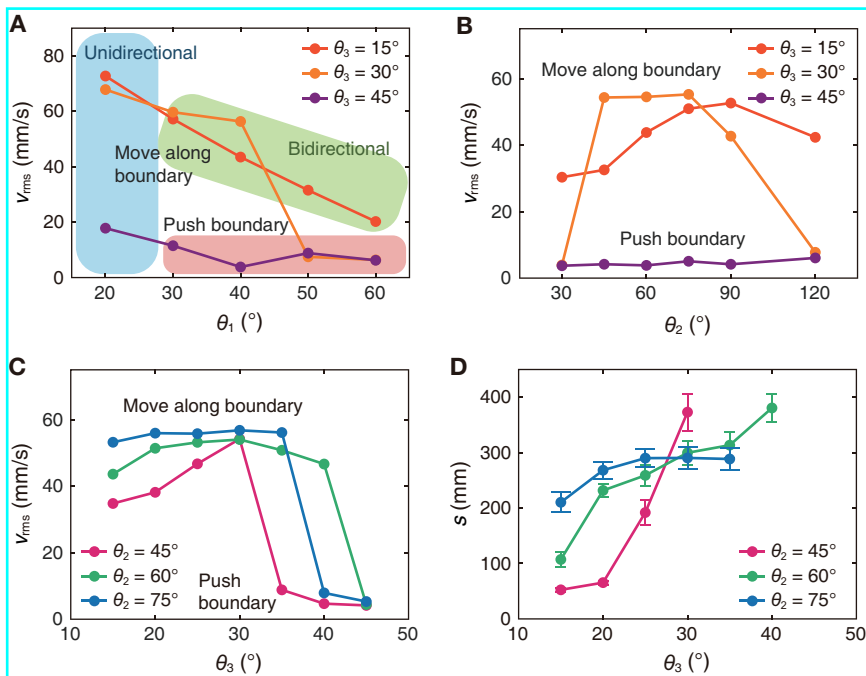 A
Unidirectional
θ3 = 15°
θ3 = 30°
θ3 = 45°
Move along
boundary
Bidirectional
Push boundary
80
60
40
20
0
vrms (mm/s)
20 30 40 50 60
θ1 (°)
B
θ3 = 15°
θ3 = 30°
θ3 = 45°
Move along boundary
Push boundary
60
40
20
0
vrms (mm/s)
30 60 90 120
θ2 (°)
C
Move along boundary
θ2 = 45°
θ2 = 60°
θ2 = 75°
Push
boundary
60
40
20
0
vrms (mm/s)
10 20 30 40 50
θ3 (°)
D
400
300
200
100
0
s (mm)
θ2 = 45°
θ2 = 60°
θ2 = 75°
10 20 30 40 50
θ3 (°)